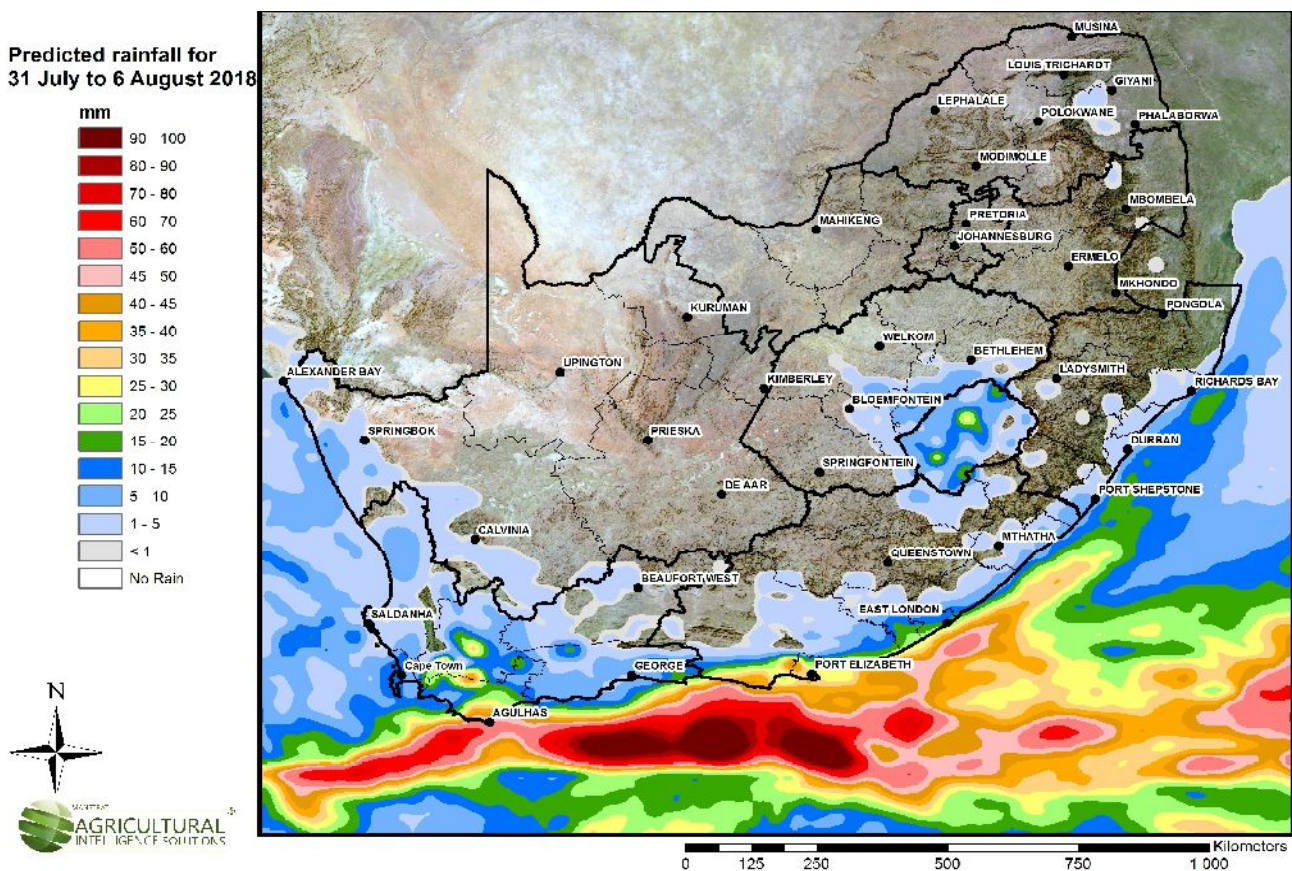 Predicted rainfall for
31 July to 6 August 2018
mm
90 100
80 - 90
70 - 80
60 70
50 - 60
45 50
40 - 45
35 - 40
30 35
25 - 30
20 25
15 - 20
10 - 15
5 10
1 - 5
< 1
No Rain
MUSINA
LOUIS TRICHARDT
GIYANI
LEPHALALE
POLOKWANE
PHALABORWA
MODIMOLLE
MBOMBELA
PRETORIA
MAHIKENG
JOHANNESBURG
ERMELO
MKHONDO
PONGOLA
KURUMAN
WELKOM
BETHLEHEM
UPINGTON
LADYSMITH
ALEXANDER BAY
KIMBERLEY
RICHARDS BAY
BLOEMFONTEIN
SPRINGBOK
PRIESKA
DURBAN
SPRINGFONTEIN
DE AAR
PORT SHEPSTONE
CALVINIA
MTHATHA
QUEENSTOWN
BEAUFORT WEST
SALDANHA
EAST LONDON
Cape Town
GEORGE
PORT ELIZABETH
AGULHAS
N
AGRICULTURAL
INTELLIGENCE SOLUTIONS
Kilometers
0 125 250 500 750 1 000